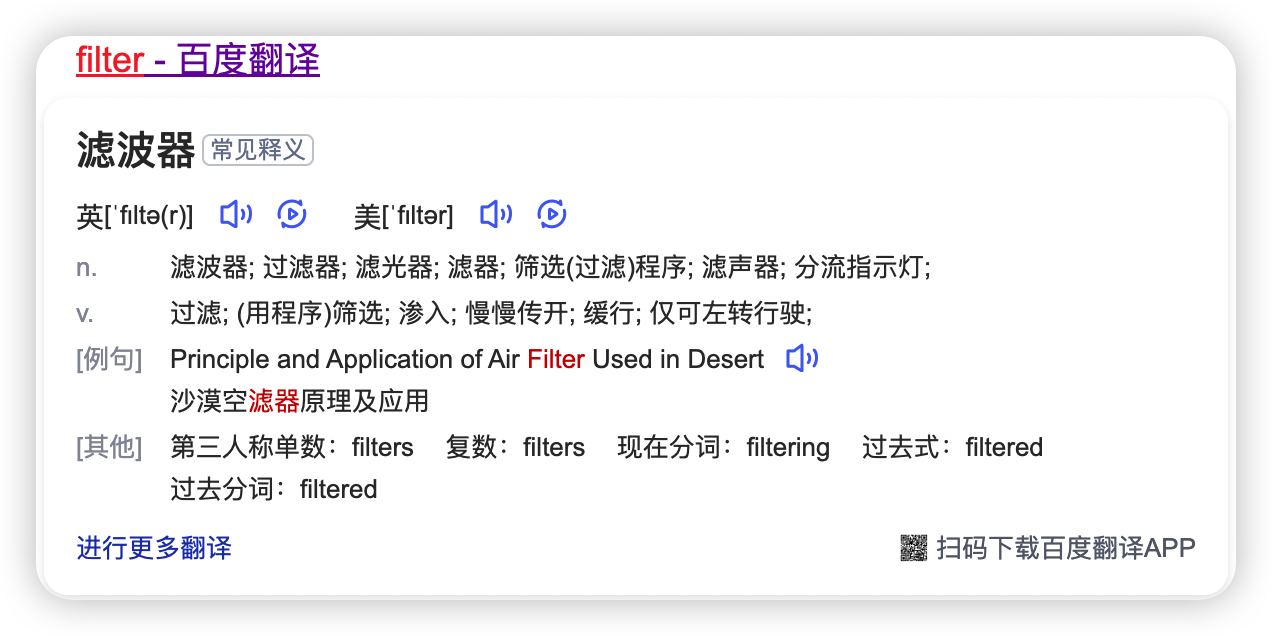 filter - 百度翻译
滤波器 常见释义
英[ˈfɪltə(r)] 美[ˈfɪltər]
n. 滤波器; 过滤器; 滤光器; 滤器; 筛选(过滤)程序; 滤声器; 分流指示灯;
v. 过滤; (用程序)筛选; 渗入; 慢慢传开; 缓行; 仅可左转行驶;
[例句] Principle and Application of Air Filter Used in Desert
沙漠空滤器原理及应用
[其他] 第三人称单数：filters 复数：filters 现在分词：filtering 过去式：filtered
过去分词：filtered
进行更多翻译 扫码下载百度翻译APP